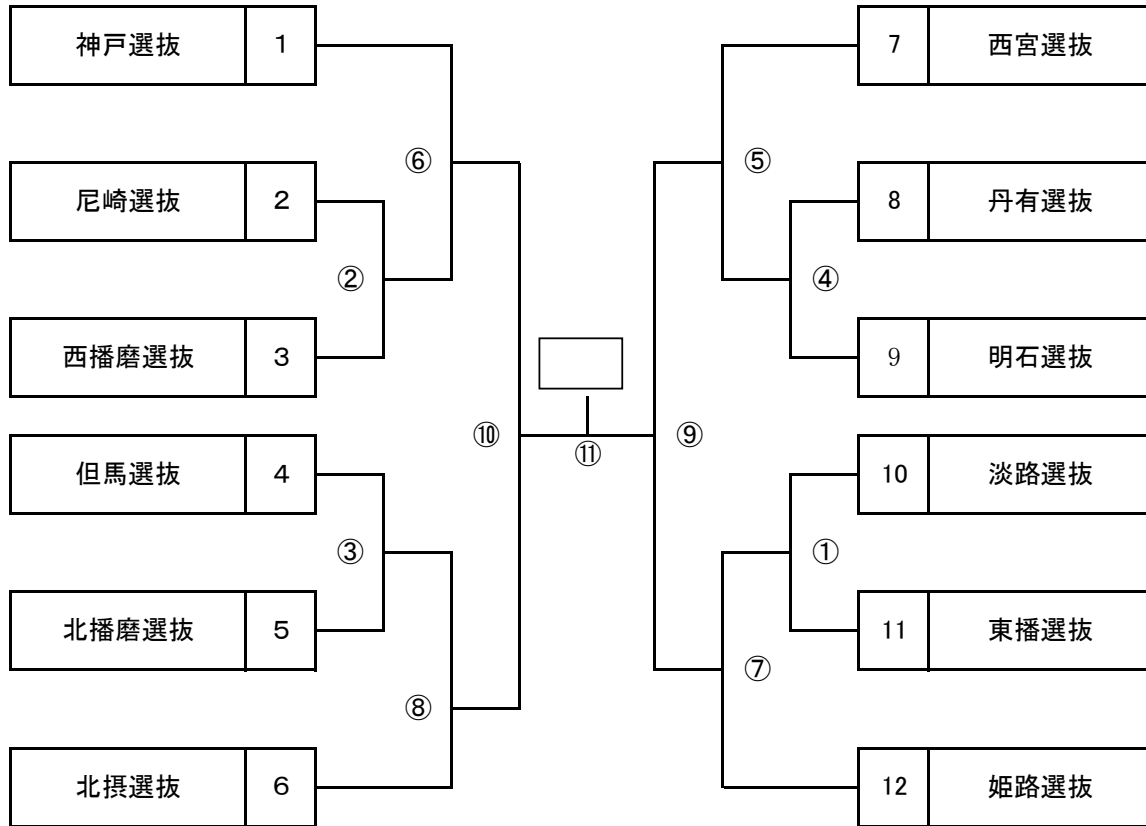 神戸選抜 1
尼崎選抜 2
西播磨選抜 3
但馬選抜 4
北播磨選抜 5
北摂選抜 6
⑥
②
③
⑧
⑩
⑪
⑨
⑤
④
①
⑦
7 西宮選抜
8 丹有選抜
9 明石選抜
10 淡路選抜
11 東播選抜
12 姫路選抜